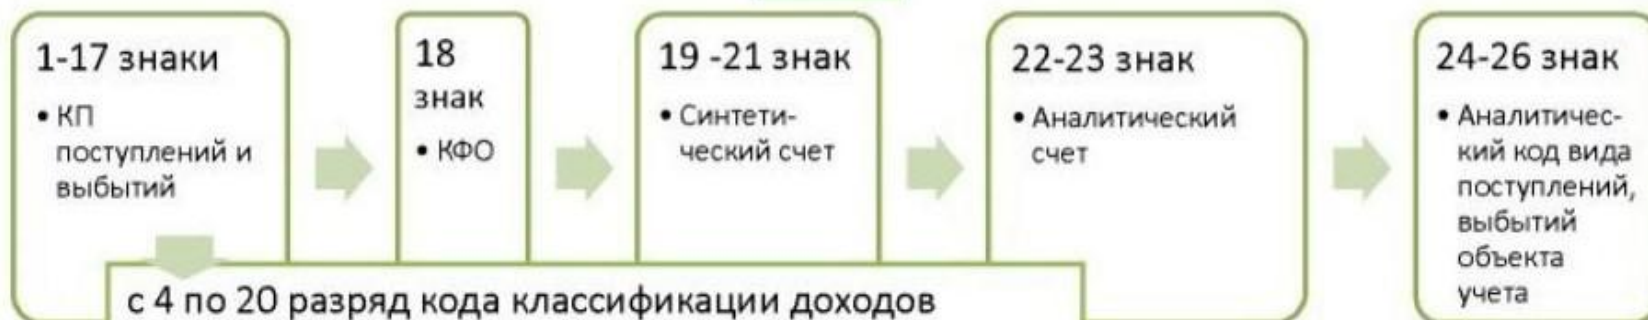 1-17 знаки
• КП
поступлений и
выбытий
18
знак
• КФО
19 -21 знак
• Синтети-
ческий счет
22-23 знак
• Аналитический
счет
24-26 знак
• Аналитичес-
кий код вида
поступлений,
выбытий
объекта
учета
с 4 по 20 разряд кода классификации доходов